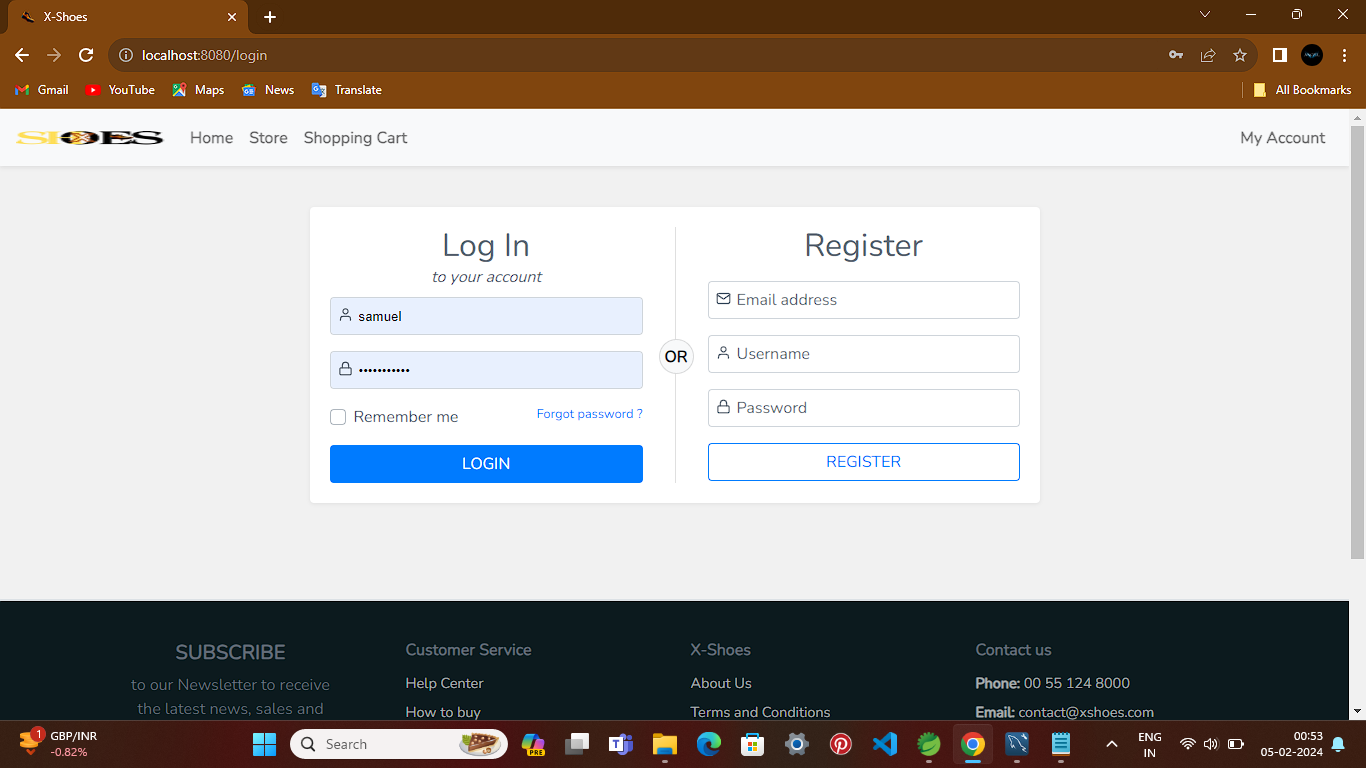 X-Shoes
localhost:8080/login
Gmail YouTube Maps News Translate All Bookmarks
Home Store Shopping Cart My Account
Log In
to your account
samuel
Remember me Forgot password ?
LOGIN
OR
Register
Email address
Username
Password
REGISTER
SUBSCRIBE
to our Newsletter to receive
the latest news, sales and
Customer Service
Help Center
How to buy
X-Shoes
About Us
Terms and Conditions
Contact us
Phone: 00 55 124 8000
Email: contact@xshoes.com
1
GBP/INR
-0.82%
Search
PRE
ENG
IN
00:53
05-02-2024